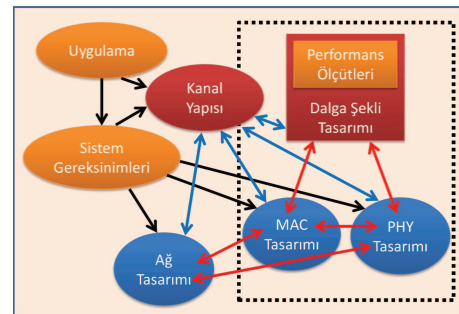 Uygulama
Performans
Ölçütleri
Kanal
Yapısı
Dalga Şekli
Tasarımı
Sistem
Gereksinimleri
MAC
Tasarımı
PHY
Tasarımı
Ağ
Tasarımı